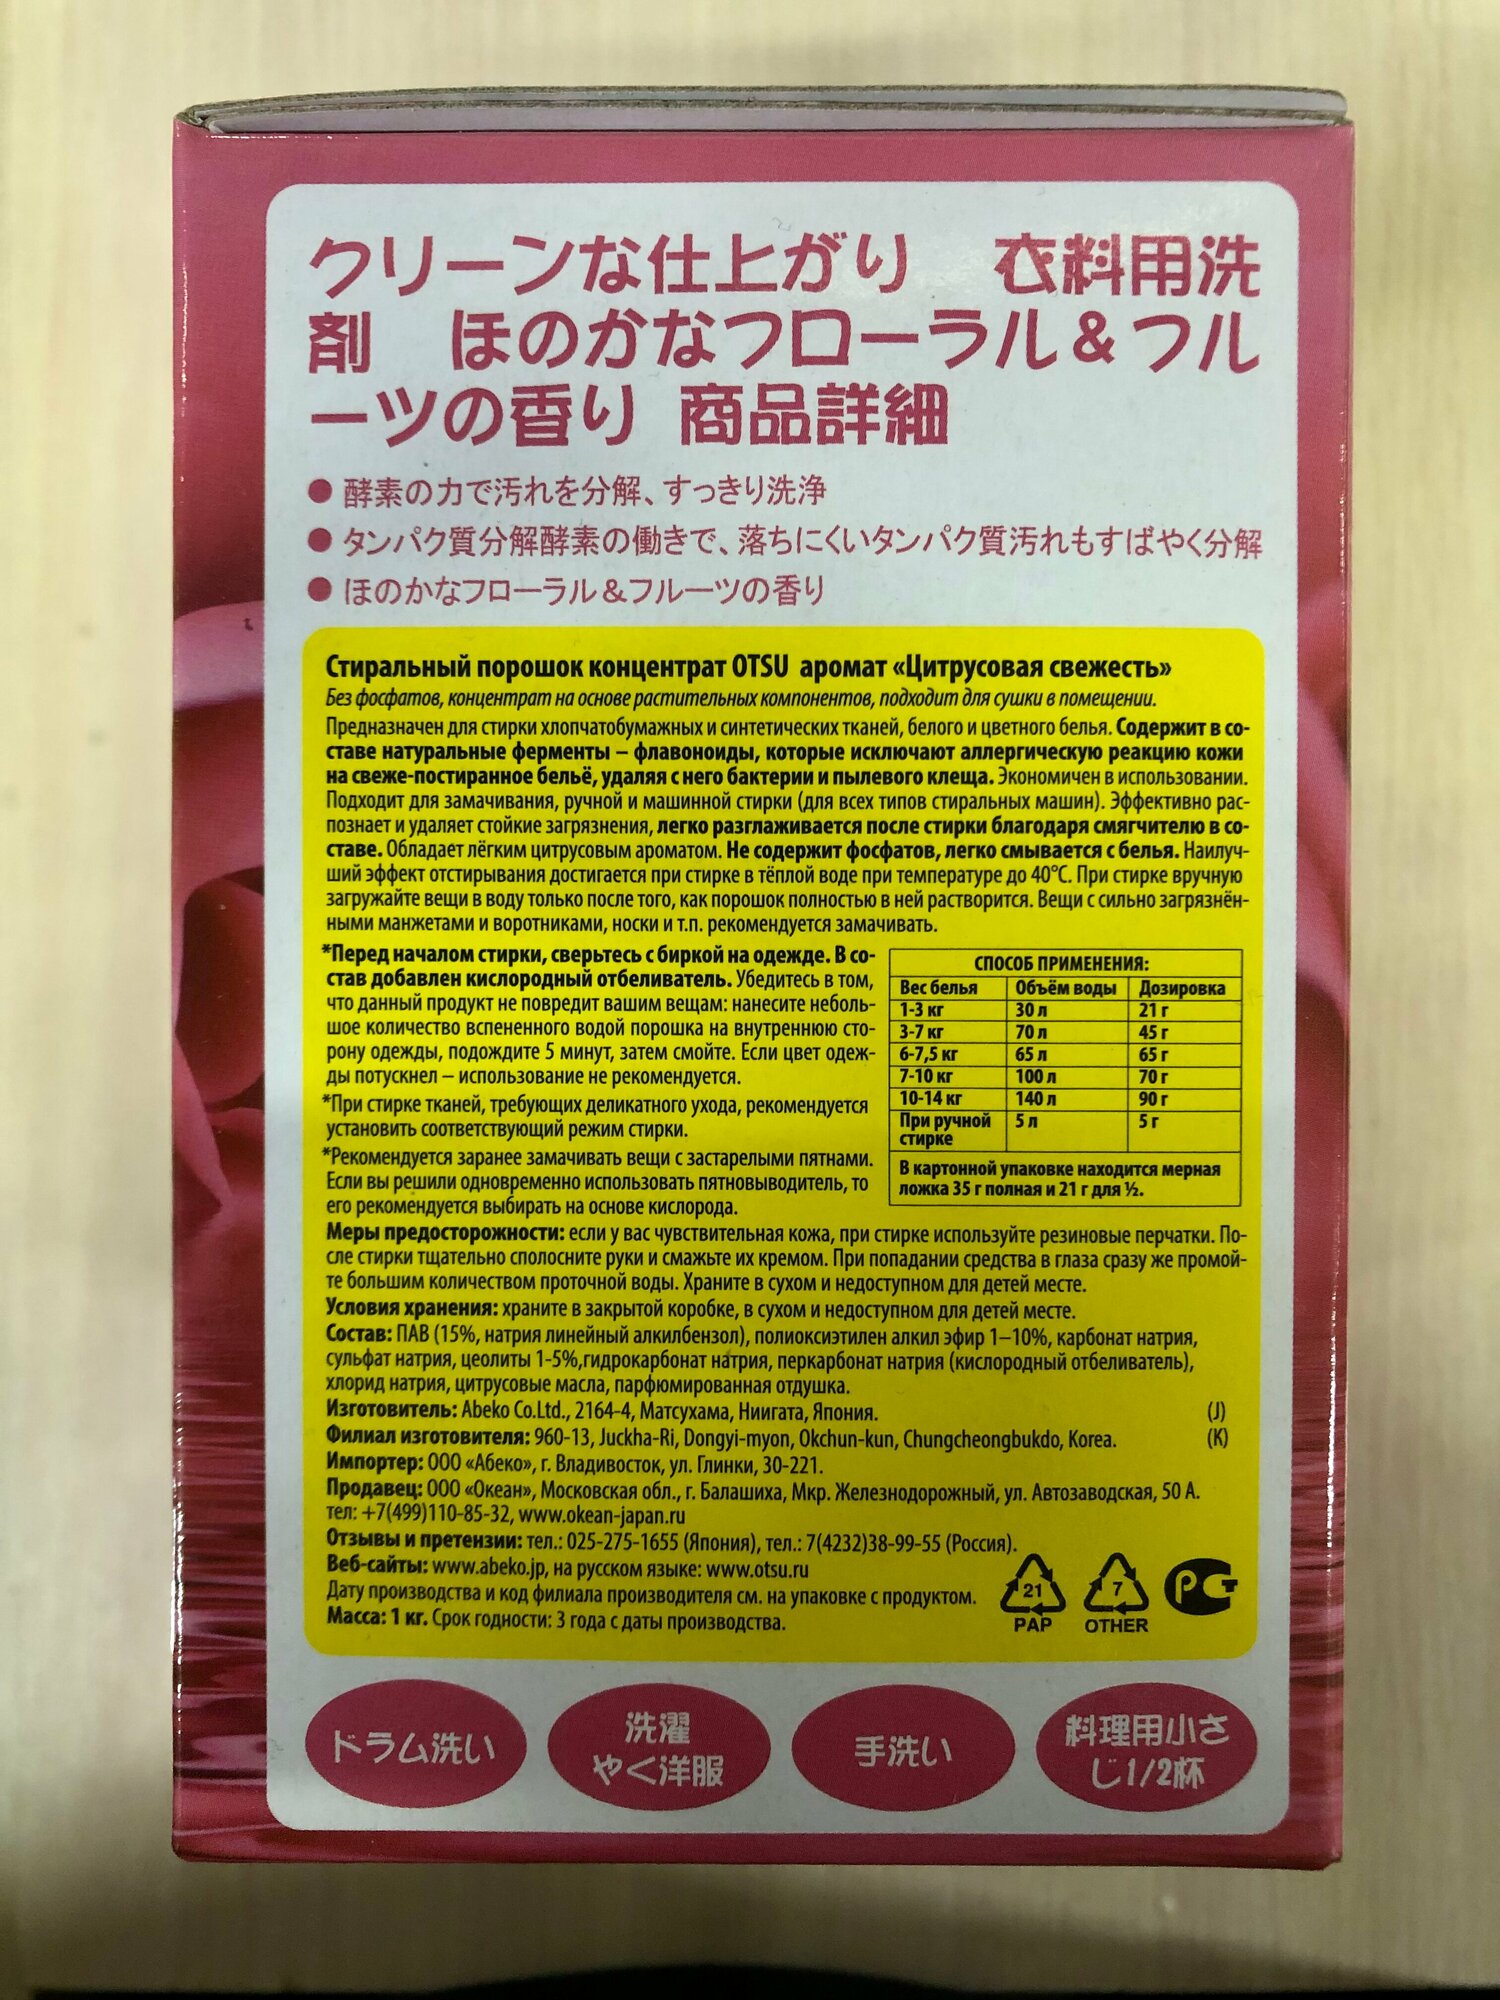 クリーンな仕上がり　衣料用洗
剤　ほのかなフローラル＆フル
ーツの香り 商品詳細
● 酵素の力で汚れを分解、すっきり洗浄
● タンパク質分解酵素の働きで、落ちにくいタンパク質汚れもすばやく分解
● ほのかなフローラル＆フルーツの香り
Стиральный порошок концентрат OTSU аромат «Цитрусовая свежесть»
Без фосфатов, концентрат на основе растительных компонентов, подходит для сушки в помещении.
Предназначен для стирки хлопчатобумажных и синтетических тканей, белого и цветного белья. Содержит в со-
ставе натуральные ферменты – флавоноиды, которые исключают аллергическую реакцию кожи
на свеже-постиранное бельё, удаляя с него бактерии и пылевого клеща. Экономичен в использовании.
Подходит для замачивания, ручной и машинной стирки (для всех типов стиральных машин). Эффективно рас-
познает и удаляет стойкие загрязнения, легко разглаживается после стирки благодаря смягчителю в со-
ставе. Обладает лёгким цитрусовым ароматом. Не содержит фосфатов, легко смывается с белья. Наилуч-
ший эффект отстирывания достигается при стирке в тёплой воде при температуре до 40°С. При стирке вручную
загружайте вещи в воду только после того, как порошок полностью в ней растворится. Вещи с сильно загрязнён-
ными манжетами и воротниками, носки и т.п. рекомендуется замачивать.
*Перед началом стирки, сверьтесь с биркой на одежде. В со-
став добавлен кислородный отбеливатель. Убедитесь в том,
что данный продукт не повредит вашим вещам: нанесите неболь-
шое количество вспененного водой порошка на внутреннюю сто-
рону одежды, подождите 5 минут, затем смойте. Если цвет одеж-
ды потускнел – использование не рекомендуется.
*При стирке тканей, требующих деликатного ухода, рекомендуется
установить соответствующий режим стирки.
*Рекомендуется заранее замачивать вещи с застарелыми пятнами.
Если вы решили одновременно использовать пятновыводитель, то
его рекомендуется выбирать на основе кислорода.
СПОСОБ ПРИМЕНЕНИЯ:
Вес белья Объём воды Дозировка
1-3 кг 30 л 21 г
3-7 кг 70 л 45 г
6-7,5 кг 65 л 65 г
7-10 кг 100 л 70 г
10-14 кг 140 л 90 г
При ручной 5 л 5 г
стирке
В картонной упаковке находится мерная
ложка 35 г полная и 21 г для ½.
Меры предосторожности: если у вас чувствительная кожа, при стирке используйте резиновые перчатки. По-
сле стирки тщательно сполосните руки и смажьте их кремом. При попадании средства в глаза сразу же промой-
те большим количеством проточной воды. Храните в сухом и недоступном для детей месте.
Условия хранения: храните в закрытой коробке, в сухом и недоступном для детей месте.
Состав: ПАВ (15%, натрия линейный алкилбензол), полиоксиэтилен алкил эфир 1–10%, карбонат натрия,
сульфат натрия, цеолиты 1-5%,гидрокарбонат натрия, перкарбонат натрия (кислородный отбеливатель),
хлорид натрия, цитрусовые масла, парфюмированная отдушка.
Изготовитель: Abeko Co.Ltd., 2164-4, Матсухама, Ниигата, Япония. (J)
Филиал изготовителя: 960-13, Juckha-Ri, Dongyi-myon, Okchun-kun, Chungcheongbukdo, Korea. (K)
Импортер: ООО «Абеко», г. Владивосток, ул. Глинки, 30-221.
Продавец: ООО «Океан», Московская обл., г. Балашиха, Мкр. Железнодорожный, ул. Автозаводская, 50 А.
тел: +7(499)110-85-32, www.okean-japan.ru
Отзывы и претензии: тел.: 025-275-1655 (Япония), тел.: 7(4232)38-99-55 (Россия).
Веб-сайты: www.abeko.jp, на русском языке: www.otsu.ru
Дату производства и код филиала производителя см. на упаковке с продуктом.
Масса: 1 кг. Срок годности: 3 года с даты производства.
21 7 РСТ
PAP OTHER
ドラム洗い
洗濯
やく洋服
手洗い
料理用小さ
じ1/2杯